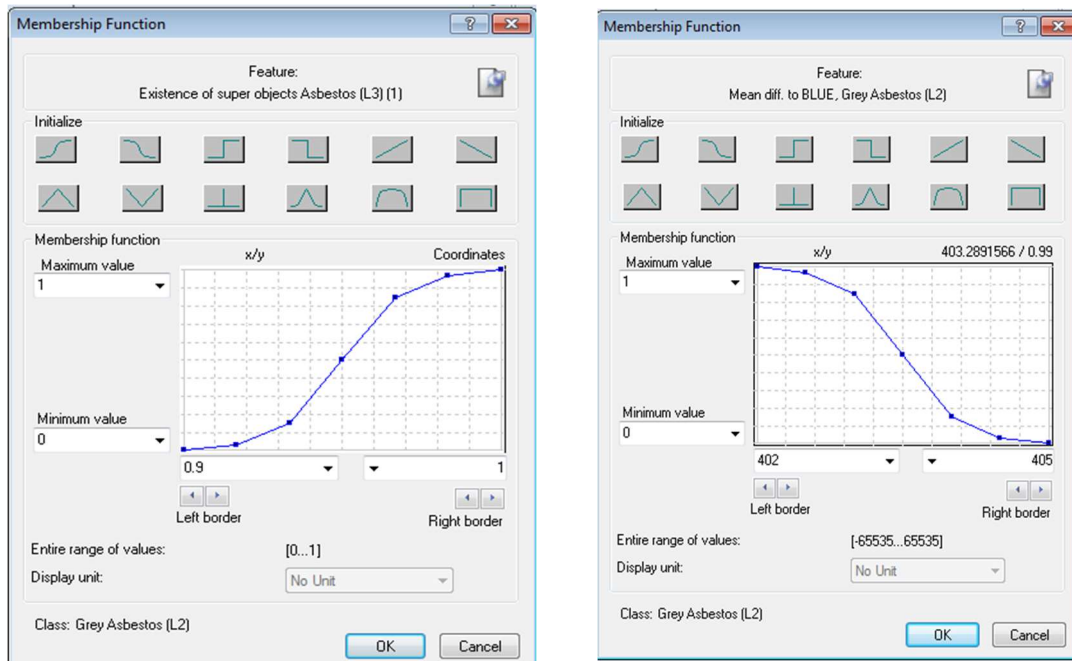 Membership Function
Feature:
Existence of super objects Asbestos (L3) (1)
Initialize
Membership function
Maximum value
x/y
Coordinates
1
Minimum value
0
0.9
1
Left border
Right border
Entire range of values:
[0...1]
Display unit:
No Unit
Class: Grey Asbestos (L2)
OK
Cancel
Membership Function
Feature:
Mean diff. to BLUE, Grey Asbestos (L2)
Initialize
Membership function
Maximum value
x/y
403.2891566 / 0.99
1
Minimum value
0
402
405
Left border
Right border
Entire range of values:
[-65535...65535]
Display unit:
No Unit
Class: Grey Asbestos (L2)
OK
Cancel